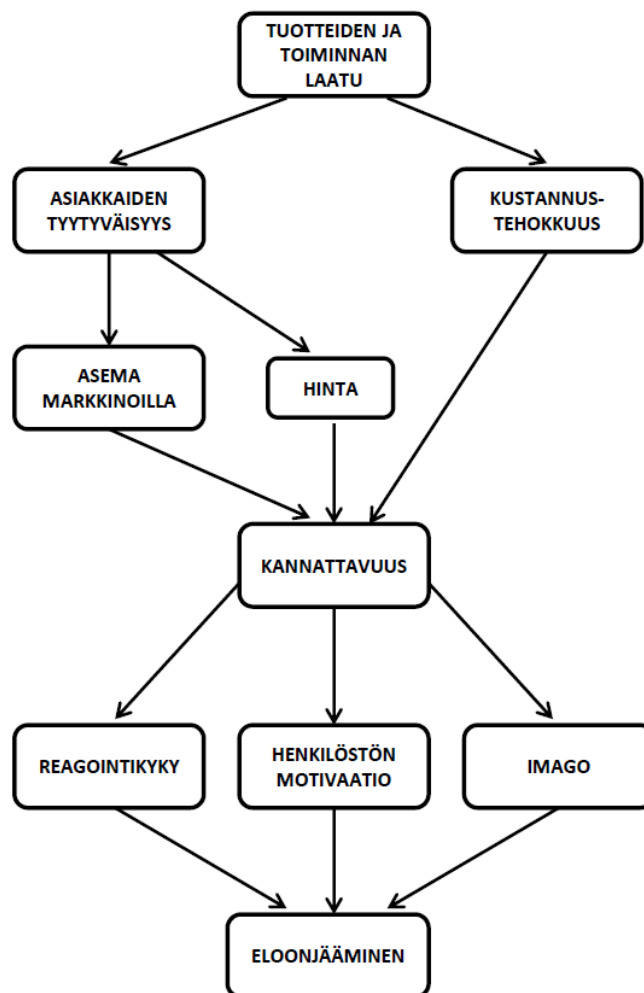 TUOTTEIDEN JA
TOIMINNAN
LAATU
ASIAKKAIDEN
TYYTYVÄISYYS
KUSTANNUS-
TEHOKKUUS
ASEMA
MARKKINOILLA
HINTA
KANNATTAVUUS
REAGOINTIKYKY
HENKILÖSTÖN
MOTIVAATIO
IMAGO
ELOONJÄÄMINEN